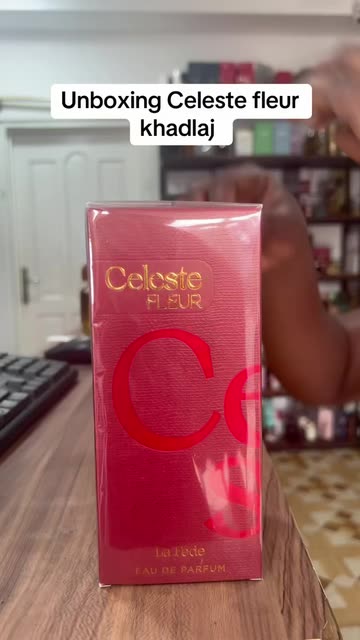 Unboxing Celeste fleur
khadlaj
Celeste
FLEUR
Ce
s
La Fede
EAU DE PARFUM